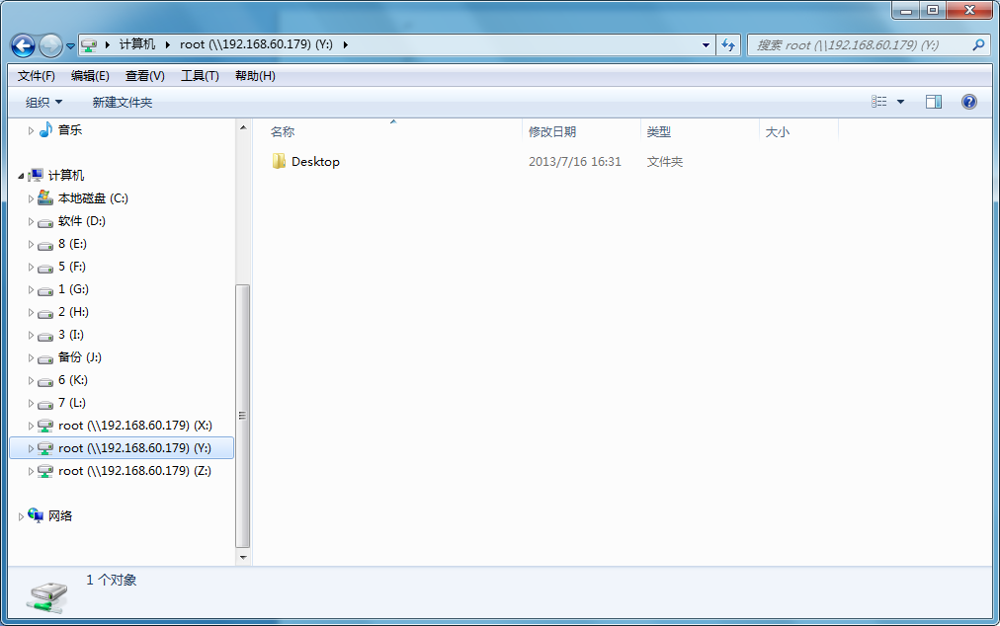 计算机 root (\\192.168.60.179) (Y:)
搜索 root (\\192.168.60.179) (Y:)
文件(F) 编辑(E) 查看(V) 工具(T) 帮助(H)
组织 新建文件夹
音乐
计算机
本地磁盘 (C:)
软件 (D:)
8 (E:)
5 (F:)
1 (G:)
2 (H:)
3 (I:)
备份 (J:)
6 (K:)
7 (L:)
root (\\192.168.60.179) (X:)
root (\\192.168.60.179) (Y:)
root (\\192.168.60.179) (Z:)
网络
名称 修改日期 类型 大小
Desktop 2013/7/16 16:31 文件夹
1 个对象